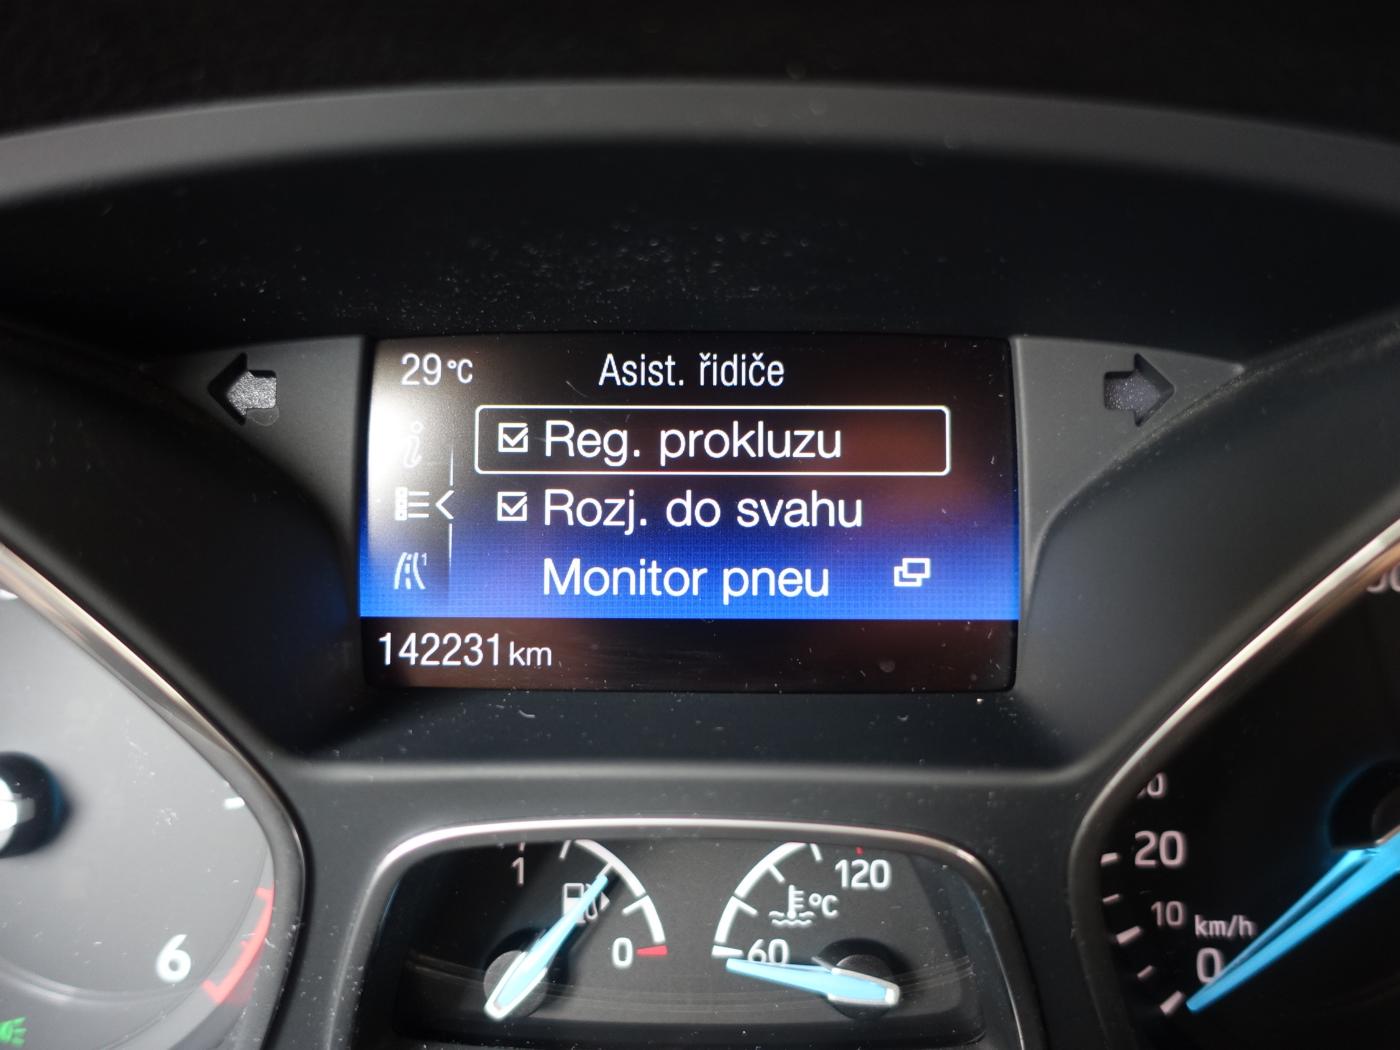 29°C Asist. řidiče
Reg. prokluzu
Rozj. do svahu
1
Monitor pneu
142231 km
1
0
120
°C
60
6
20
10
km/h
0